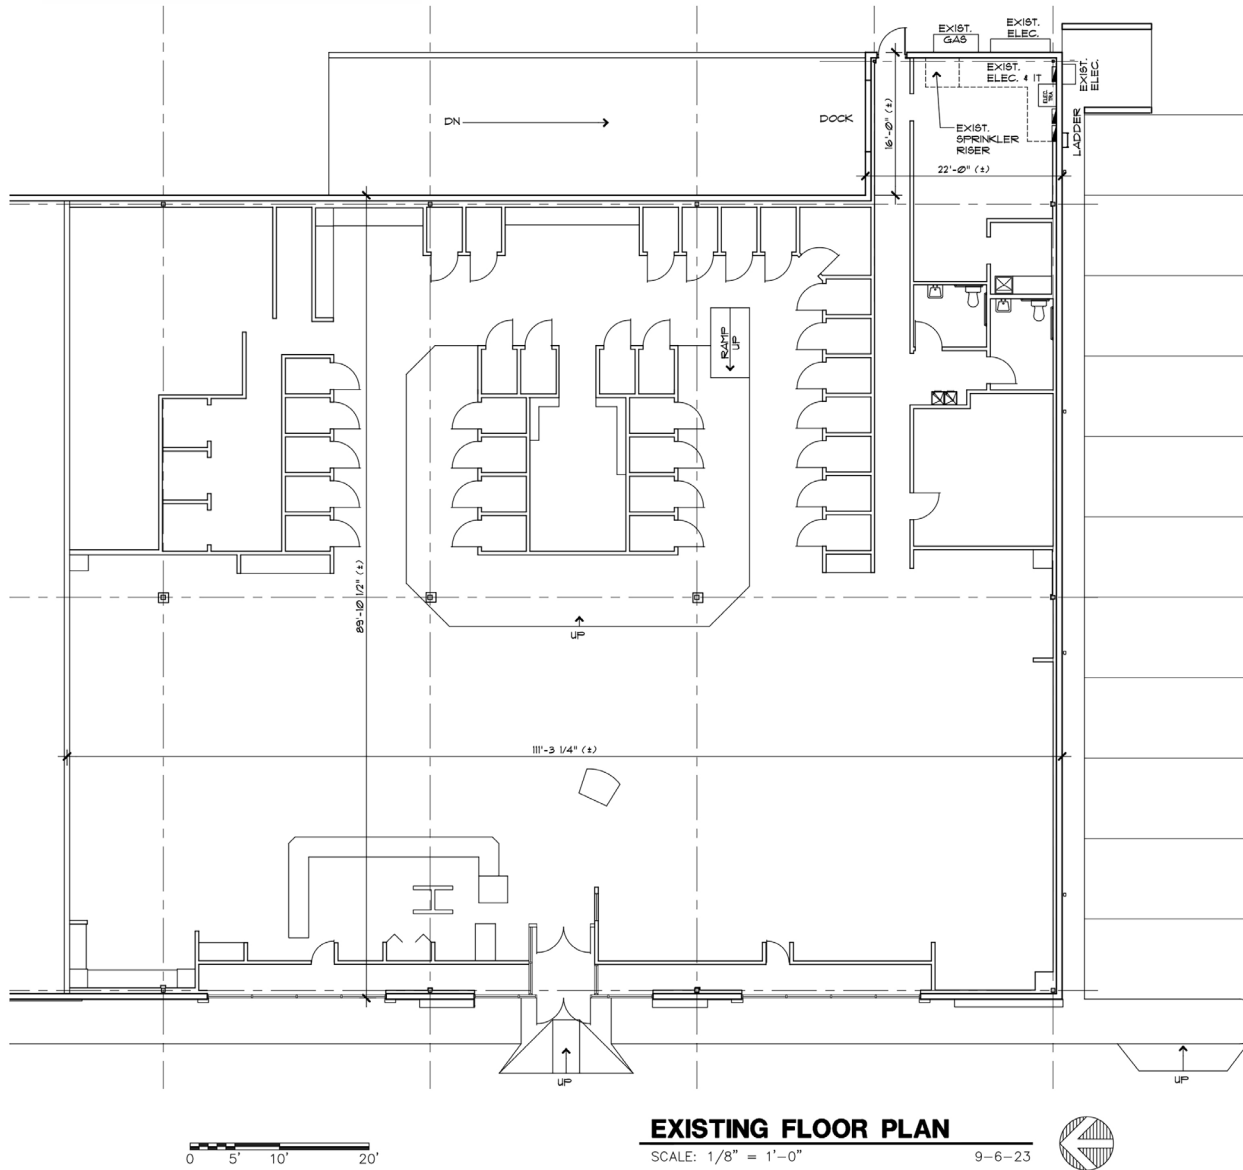 EXIST.
GAS
EXIST.
ELEC.
EXIST.
ELEC. & IT
EXIST.
ELEC.
ELEC.
TRA
DN
DOCK
16'-0" (±)
EXIST.
SPRINKLER
RISER
LADDER
22'-0" (±)
RAMP
UP
89'-10 1/2" (±)
UP
111'-3 1/4" (±)
UP
UP
EXISTING FLOOR PLAN
SCALE: 1/8" = 1'-0"
9-6-23
0 5' 10' 20'